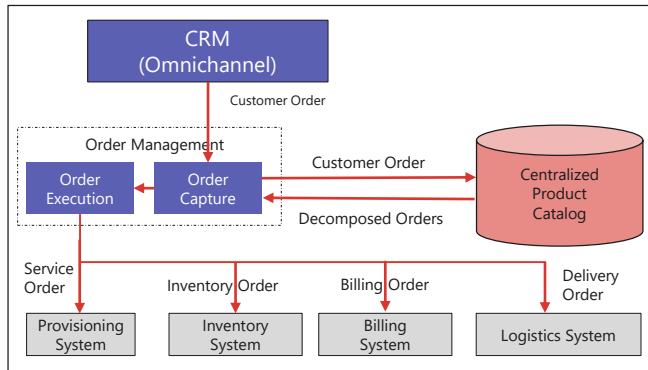 CRM
(Omnichannel)
Customer Order
Order Management
Order
Execution
Order
Capture
Customer Order
Decomposed Orders
Centralized
Product
Catalog
Service
Order
Inventory Order
Billing Order
Delivery
Order
Provisioning
System
Inventory
System
Billing
System
Logistics System